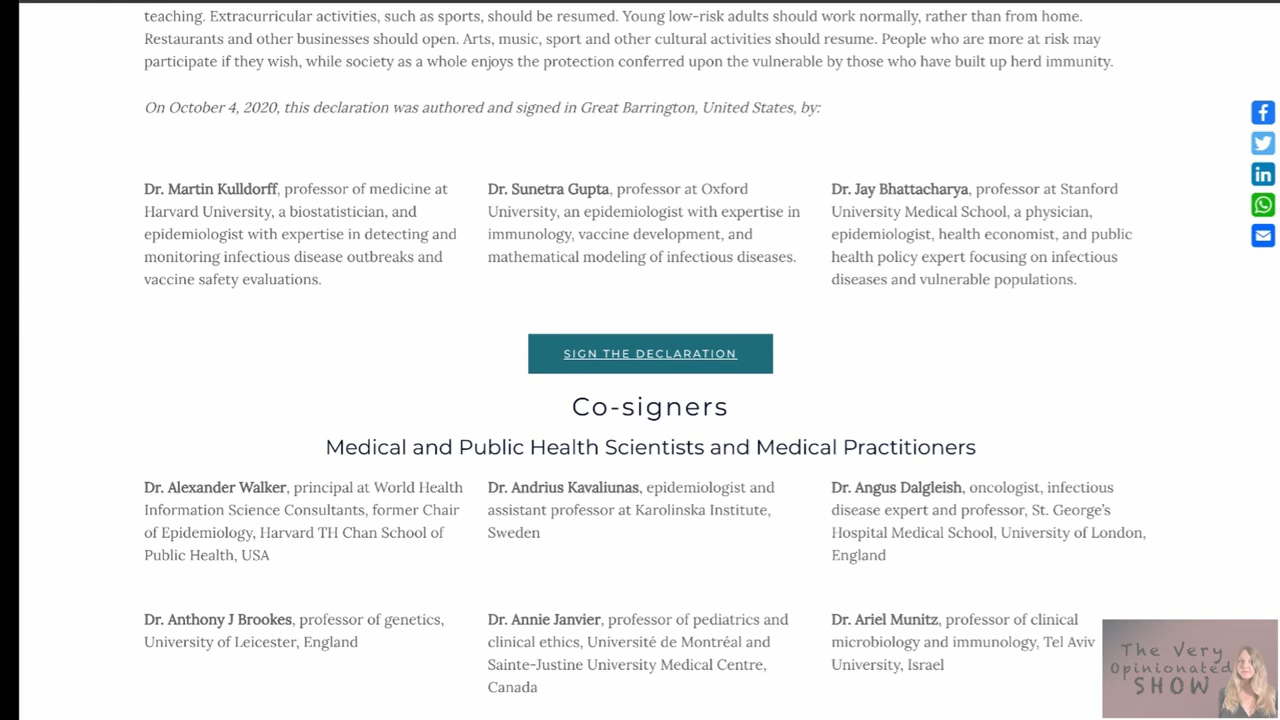 teaching. Extracurricular activities, such as sports, should be resumed. Young low-risk adults should work normally, rather than from home.
Restaurants and other businesses should open. Arts, music, sport and other cultural activities should resume. People who are more at risk may
participate if they wish, while society as a whole enjoys the protection conferred upon the vulnerable by those who have built up herd immunity.
On October 4, 2020, this declaration was authored and signed in Great Barrington, United States, by:
Dr. Martin Kulldorff, professor of medicine at
Harvard University, a biostatistician, and
epidemiologist with expertise in detecting and
monitoring infectious disease outbreaks and
vaccine safety evaluations.
Dr. Sunetra Gupta, professor at Oxford
University, an epidemiologist with expertise in
immunology, vaccine development, and
mathematical modeling of infectious diseases.
Dr. Jay Bhattacharya, professor at Stanford
University Medical School, a physician,
epidemiologist, health economist, and public
health policy expert focusing on infectious
diseases and vulnerable populations.
SIGN THE DECLARATION
Co-signers
Medical and Public Health Scientists and Medical Practitioners
Dr. Alexander Walker, principal at World Health
Information Science Consultants, former Chair
of Epidemiology, Harvard TH Chan School of
Public Health, USA
Dr. Andrius Kavaliunas, epidemiologist and
assistant professor at Karolinska Institute,
Sweden
Dr. Angus Dalgleish, oncologist, infectious
disease expert and professor, St. George's
Hospital Medical School, University of London,
England
Dr. Anthony J Brookes, professor of genetics,
University of Leicester, England
Dr. Annie Janvier, professor of pediatrics and
clinical ethics, Université de Montréal and
Sainte-Justine University Medical Centre,
Canada
Dr. Ariel Munitz, professor of clinical
microbiology and immunology, Tel Aviv
University, Israel
The Very
Opinionated
SHOW